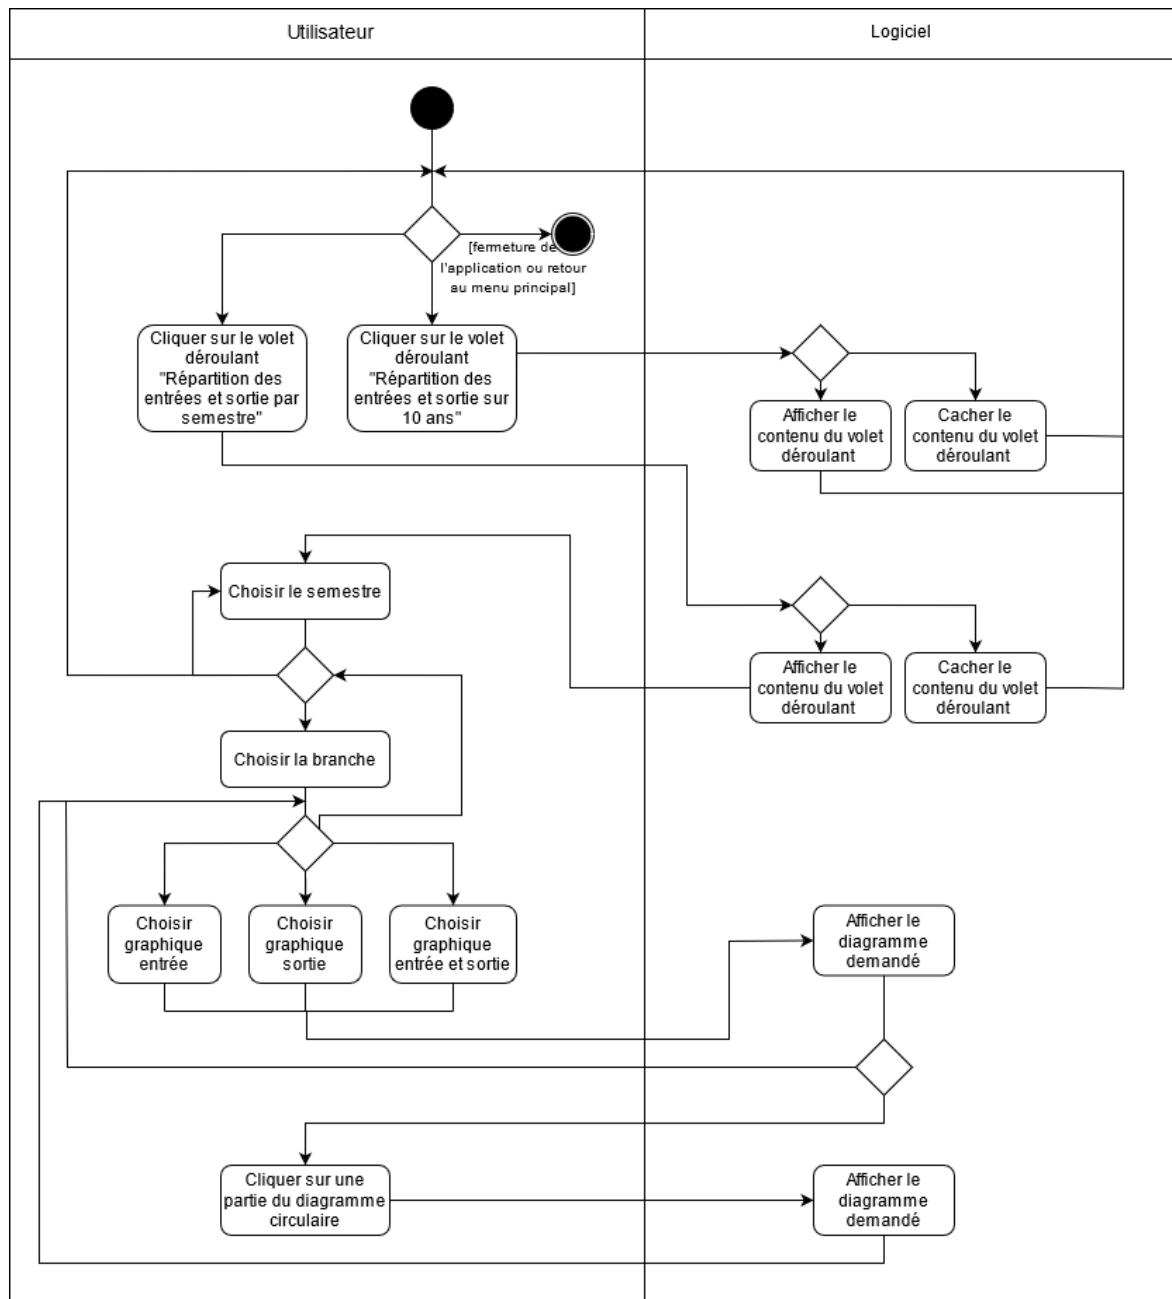 Utilisateur
Logiciel
[fermeture de
l'application ou retour
au menu principal]
Cliquer sur le volet
déroulant
"Répartition des
entrées et sortie par
semestre"
Cliquer sur le volet
déroulant
"Répartition des
entrées et sortie sur
10 ans"
Afficher le
contenu du volet
déroulant
Cacher le
contenu du volet
déroulant
Choisir le semestre
Afficher le
contenu du volet
déroulant
Cacher le
contenu du volet
déroulant
Choisir la branche
Choisir
graphique
entrée
Choisir
graphique
sortie
Choisir
graphique
entrée et sortie
Afficher le
diagramme
demandé
Cliquer sur une
partie du diagramme
circulaire
Afficher le
diagramme
demandé